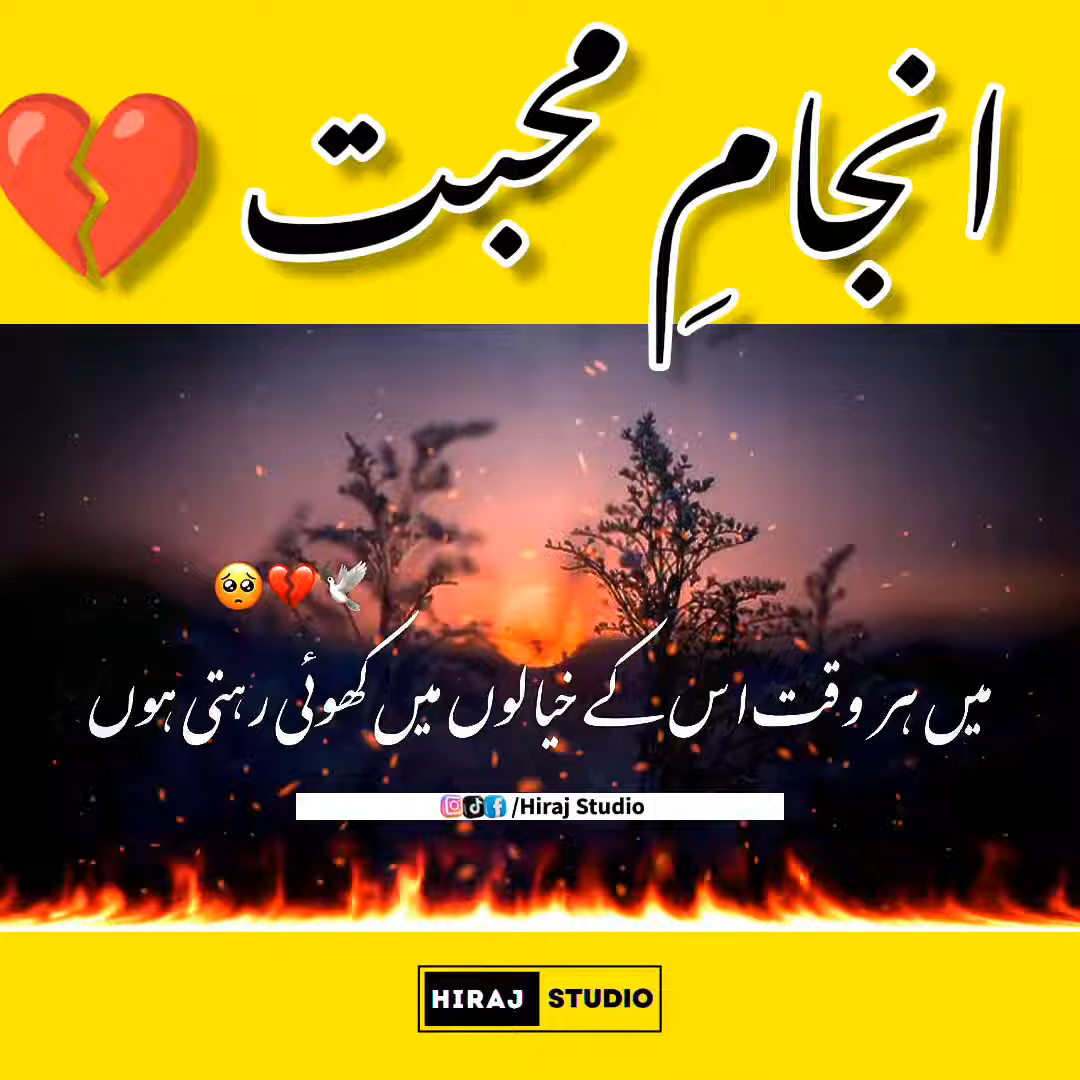 انجامِ محبت 💔
🥺💔🕊️
میں ہر وقت اس کے خیالوں میں کھوئی رہتی ہوں
/Hiraj Studio
HIRAJ STUDIO